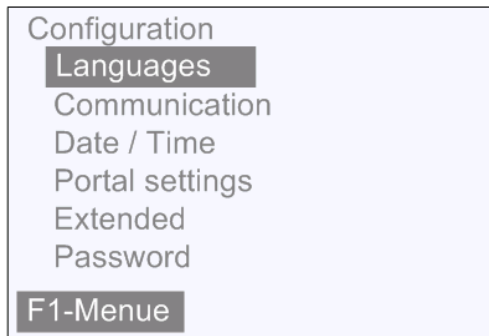 Configuration
Languages
Communication
Date / Time
Portal settings
Extended
Password
F1-Menue